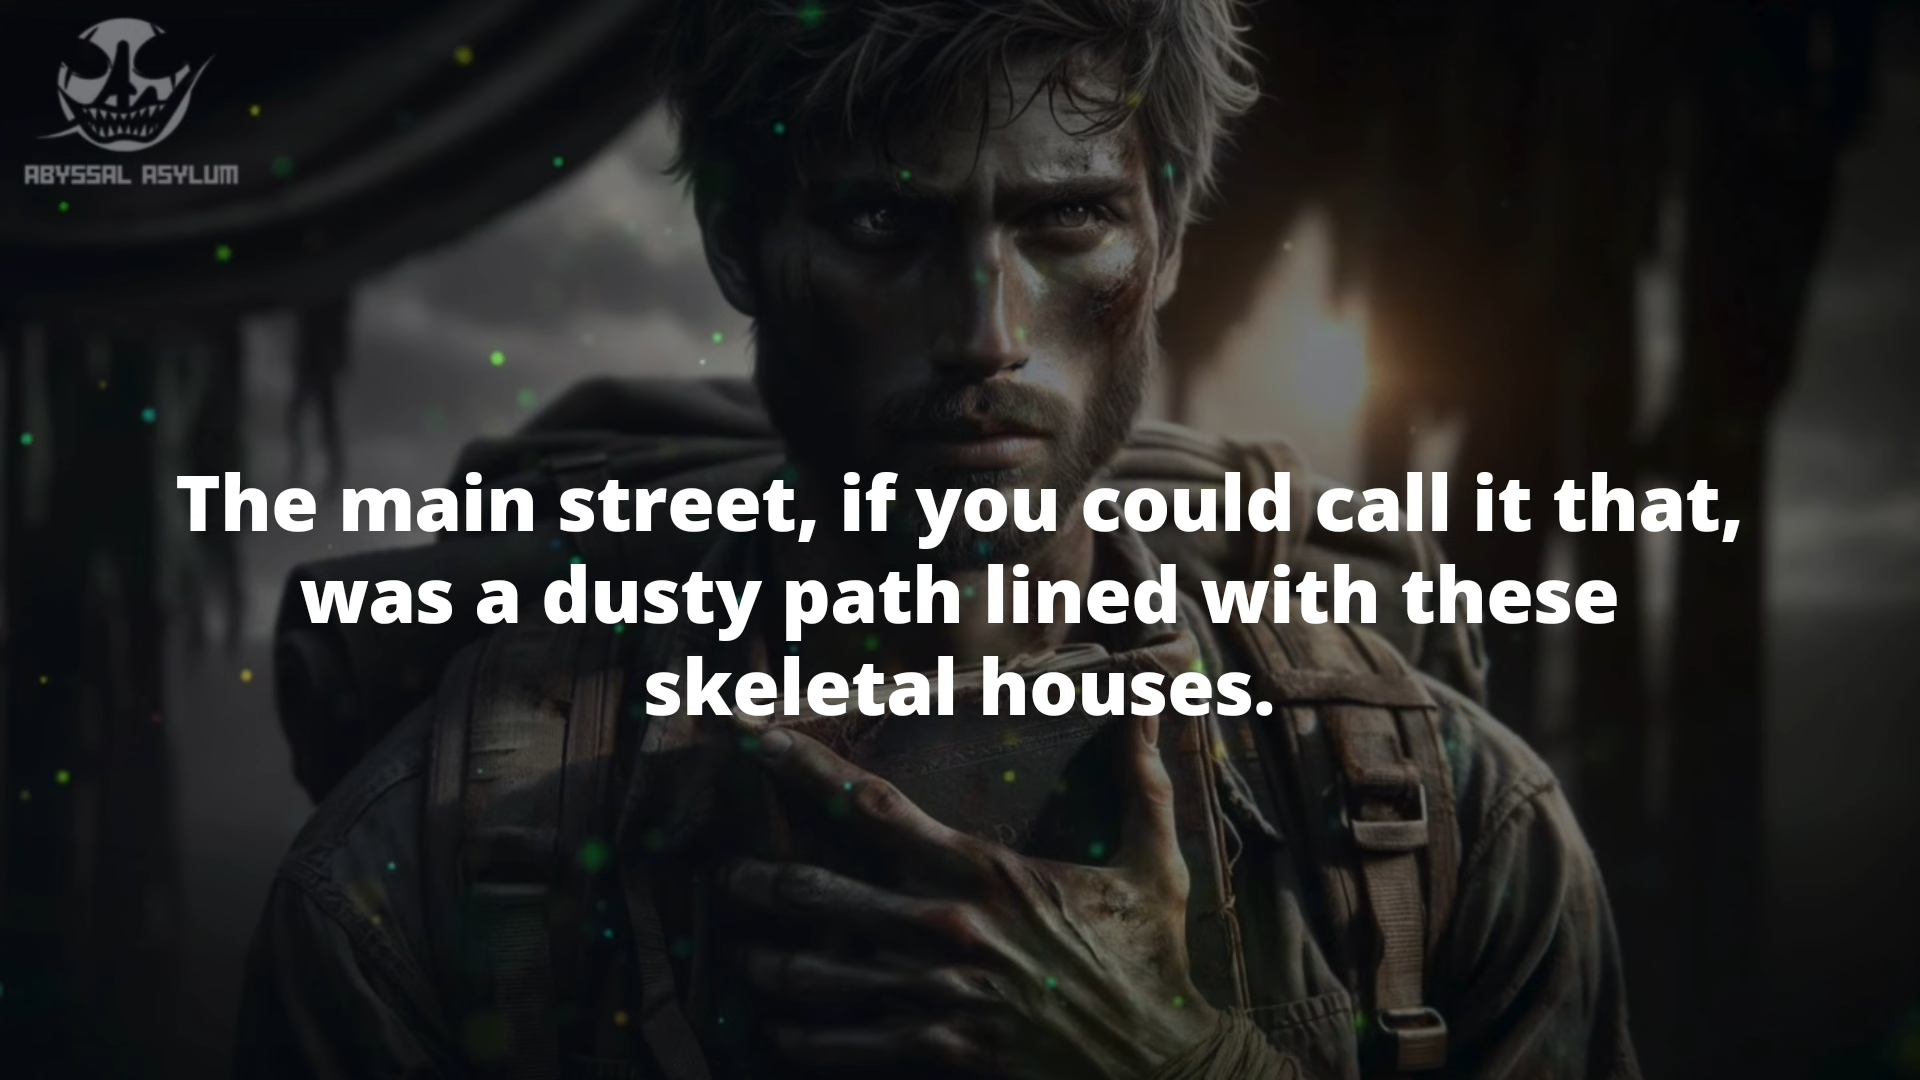 ABYSSAL ASYLUM
The main street, if you could call it that,
was a dusty path lined with these
skeletal houses.